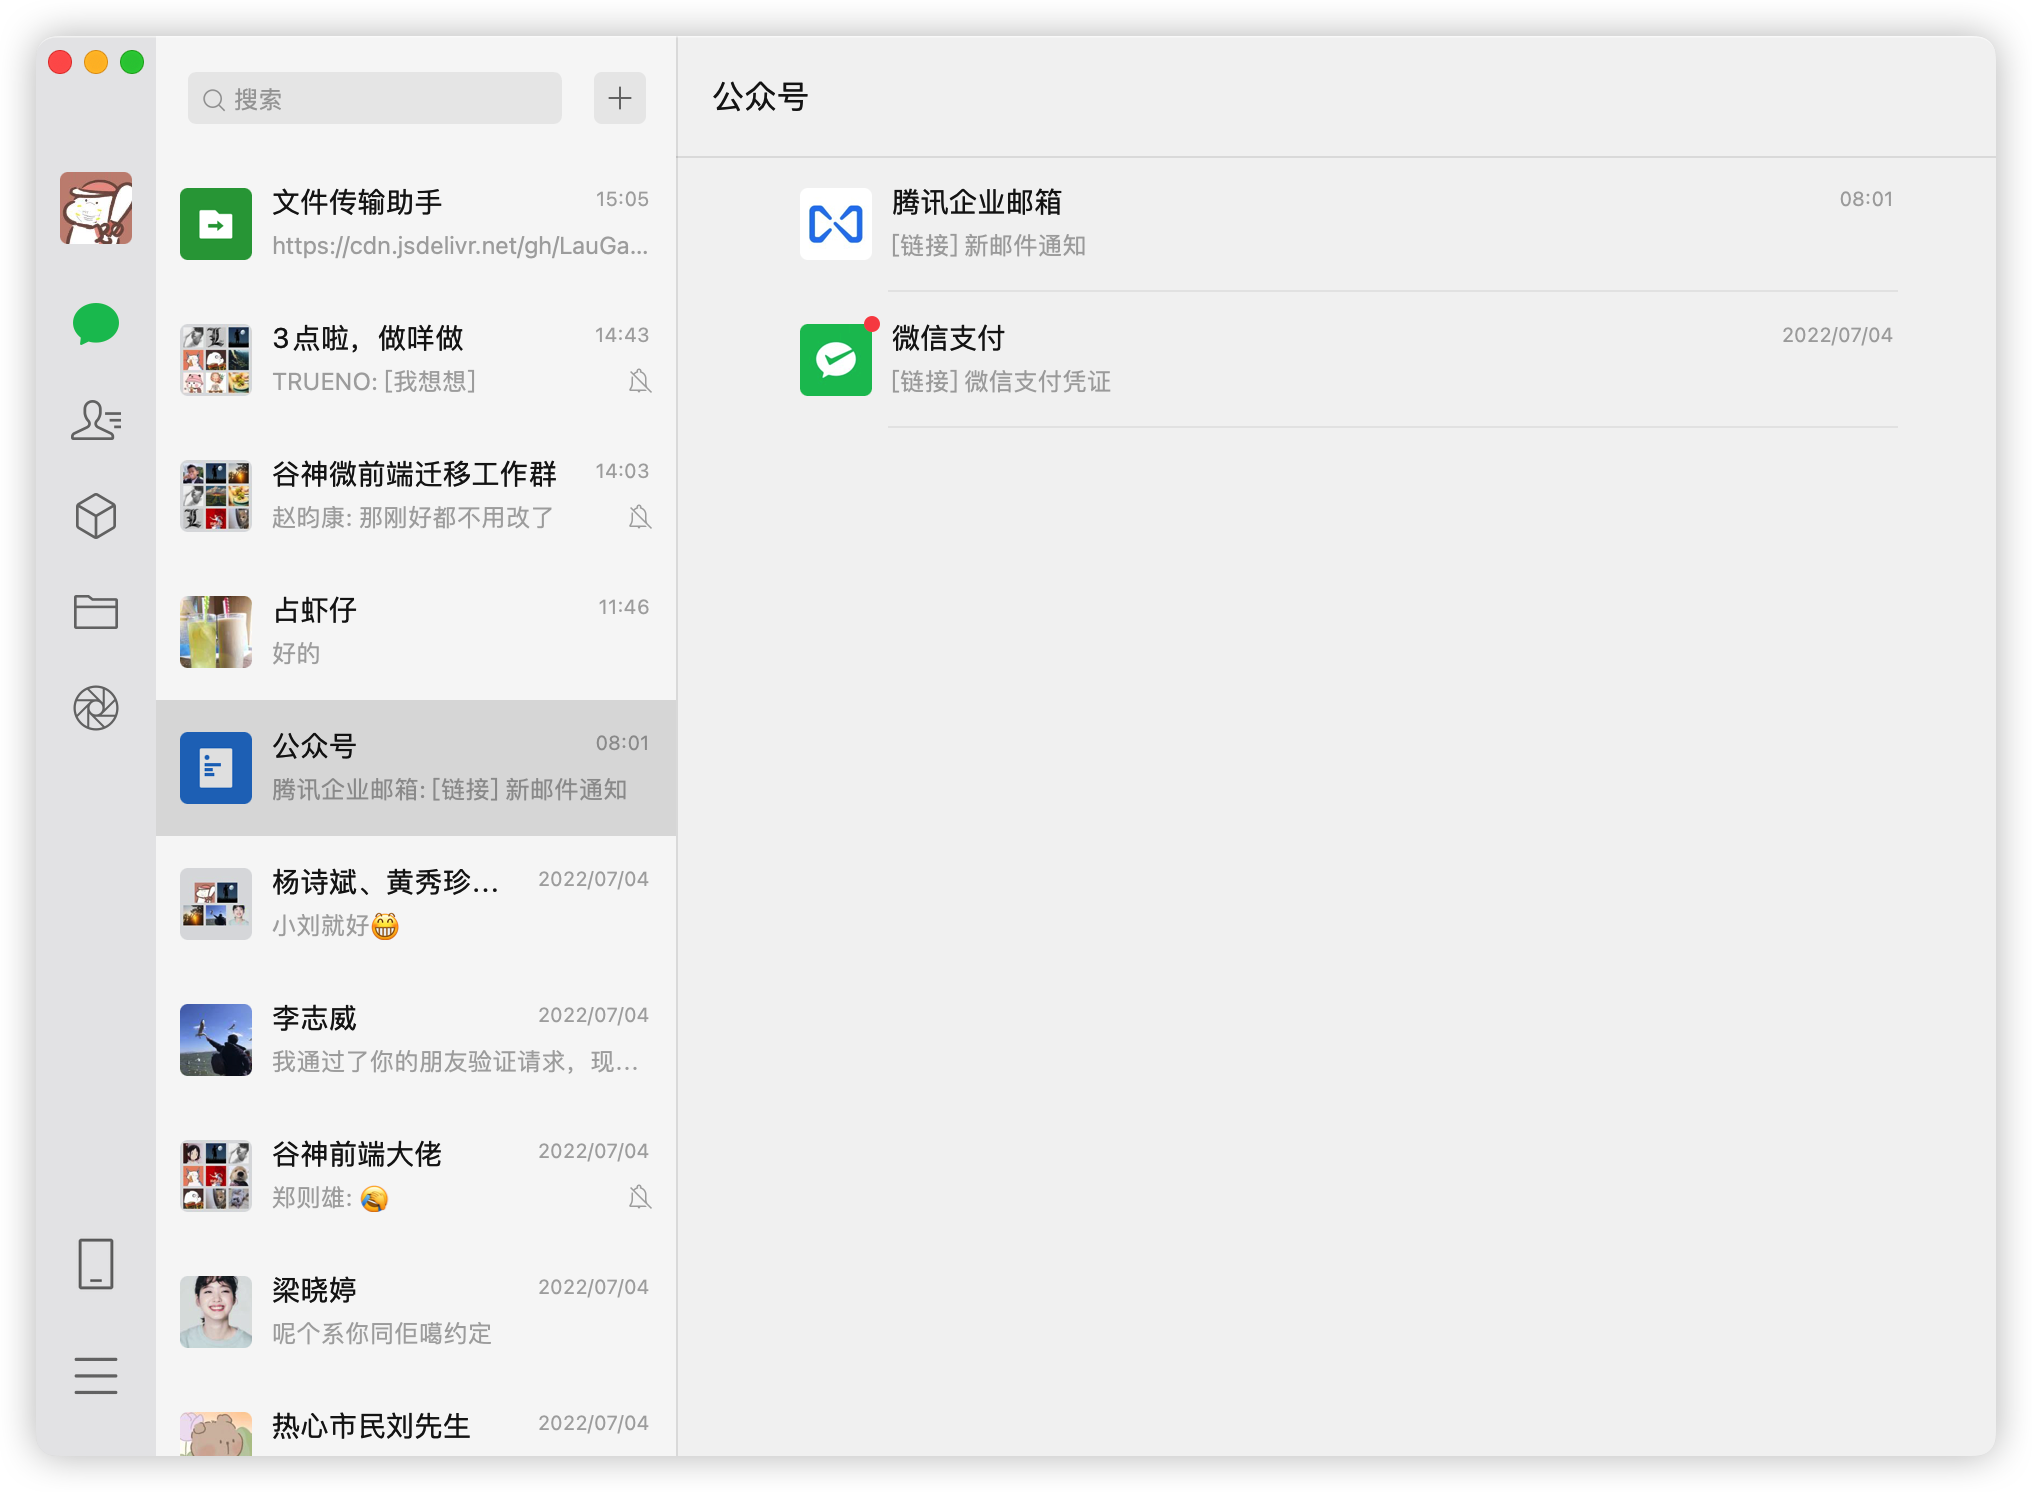 搜索
文件传输助手 15:05
https://cdn.jsdelivr.net/gh/LauGa...
3点啦，做咩做 14:43
TRUENO: [我想想]
谷神微前端迁移工作群 14:03
赵昀康: 那刚好都不用改了
占虾仔 11:46
好的
公众号 08:01
腾讯企业邮箱: [链接] 新邮件通知
杨诗斌、黄秀珍... 2022/07/04
小刘就好😁
李志威 2022/07/04
我通过了你的朋友验证请求，现...
谷神前端大佬 2022/07/04
郑则雄: 
梁晓婷 2022/07/04
呢个系你同佢噶约定
热心市民刘先生 2022/07/04
公众号
腾讯企业邮箱 08:01
[链接] 新邮件通知
微信支付 2022/07/04
[链接] 微信支付凭证